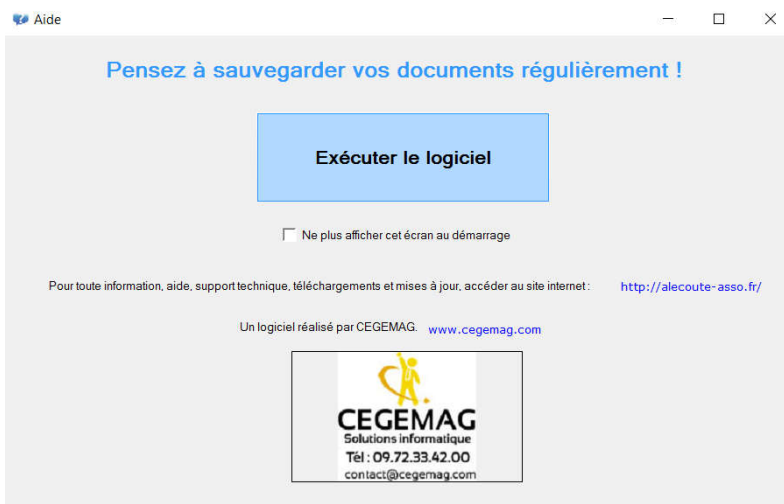 Aide
Pensez à sauvegarder vos documents régulièrement !
Exécuter le logiciel
Ne plus afficher cet écran au démarrage
Pour toute information, aide, support technique, téléchargements et mises à jour, accéder au site internet : http://alecoute-asso.fr/
Un logiciel réalisé par CEGEMAG. www.cegemag.com
CEGEMAG
Solutions informatique
Tél : 09.72.33.42.00
contact@cegemag.com